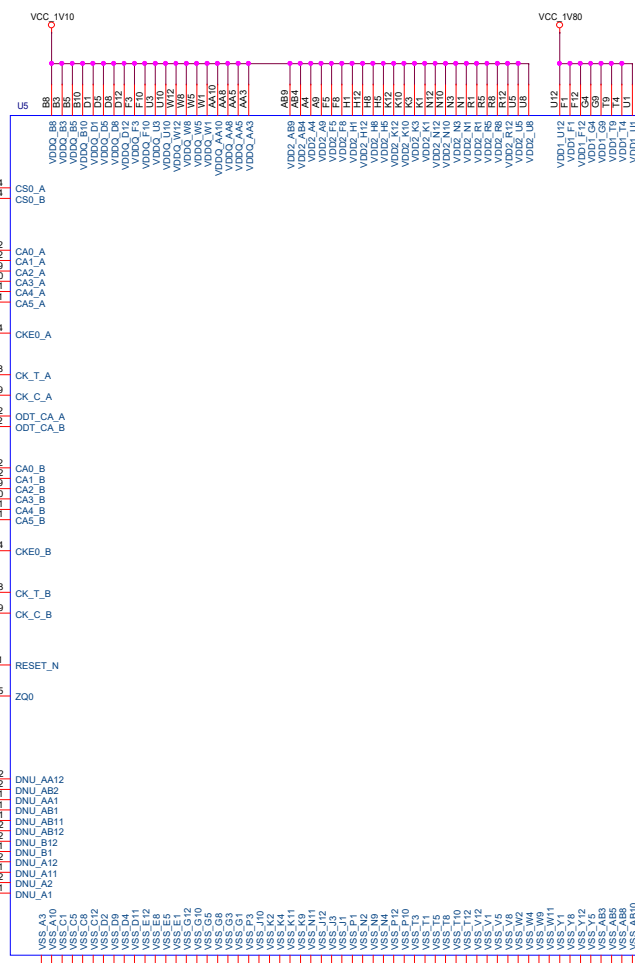 VCC_1V10
VCC_1V80
U5
B8
B3
B5
B10
D1
D5
D8
D12
F3
F10
U3
U10
W12
W8
W5
W1
AA10
AA8
AA5
AA3
AB9
AB4
A4
A9
F5
F8
H1
H12
H8
H5
K12
K10
K3
K1
N12
N10
N3
N1
R1
R5
R8
R12
U5
U8
U12
F1
F12
G4
G9
T9
T4
U1
VDDQ_B8
VDDQ_B3
VDDQ_B5
VDDQ_B10
VDDQ_D1
VDDQ_D5
VDDQ_D8
VDDQ_D12
VDDQ_F3
VDDQ_F10
VDDQ_U3
VDDQ_U10
VDDQ_W12
VDDQ_W8
VDDQ_W5
VDDQ_W1
VDDQ_AA10
VDDQ_AA8
VDDQ_AA5
VDDQ_AA3
VDD2_AB9
VDD2_AB4
VDD2_A4
VDD2_A9
VDD2_F5
VDD2_F8
VDD2_H1
VDD2_H12
VDD2_H8
VDD2_H5
VDD2_K12
VDD2_K10
VDD2_K3
VDD2_K1
VDD2_N12
VDD2_N10
VDD2_N3
VDD2_N1
VDD2_R1
VDD2_R5
VDD2_R8
VDD2_R12
VDD2_U5
VDD2_U8
VDD1_U12
VDD1_F1
VDD1_F12
VDD1_G4
VDD1_G9
VDD1_T9
VDD1_T4
VDD1_U1
CS0_A
CS0_B
CA0_A
CA1_A
CA2_A
CA3_A
CA4_A
CA5_A
CKE0_A
CK_T_A
CK_C_A
ODT_CA_A
ODT_CA_B
CA0_B
CA1_B
CA2_B
CA3_B
CA4_B
CA5_B
CKE0_B
CK_T_B
CK_C_B
RESET_N
ZQ0
DNU_AA12
DNU_AB2
DNU_AA1
DNU_AB1
DNU_AB11
DNU_AB12
DNU_B12
DNU_B1
DNU_A12
DNU_A11
DNU_A2
DNU_A1
VSS_A3
VSS_A10
VSS_C1
VSS_C5
VSS_C8
VSS_C12
VSS_D2
VSS_D9
VSS_D4
VSS_D11
VSS_E12
VSS_E8
VSS_E5
VSS_E1
VSS_G12
VSS_G10
VSS_G5
VSS_G8
VSS_G3
VSS_G1
VSS_P3
VSS_J10
VSS_K2
VSS_K4
VSS_K11
VSS_K9
VSS_N11
VSS_J12
VSS_J3
VSS_J1
VSS_P1
VSS_N2
VSS_N9
VSS_N4
VSS_P12
VSS_P10
VSS_T3
VSS_T1
VSS_T5
VSS_T8
VSS_T10
VSS_T12
VSS_V12
VSS_V1
VSS_V5
VSS_V8
VSS_W2
VSS_W4
VSS_W9
VSS_W11
VSS_Y1
VSS_Y8
VSS_Y12
VSS_Y5
VSS_AB3
VSS_AB5
VSS_AB8
VSS_AB10